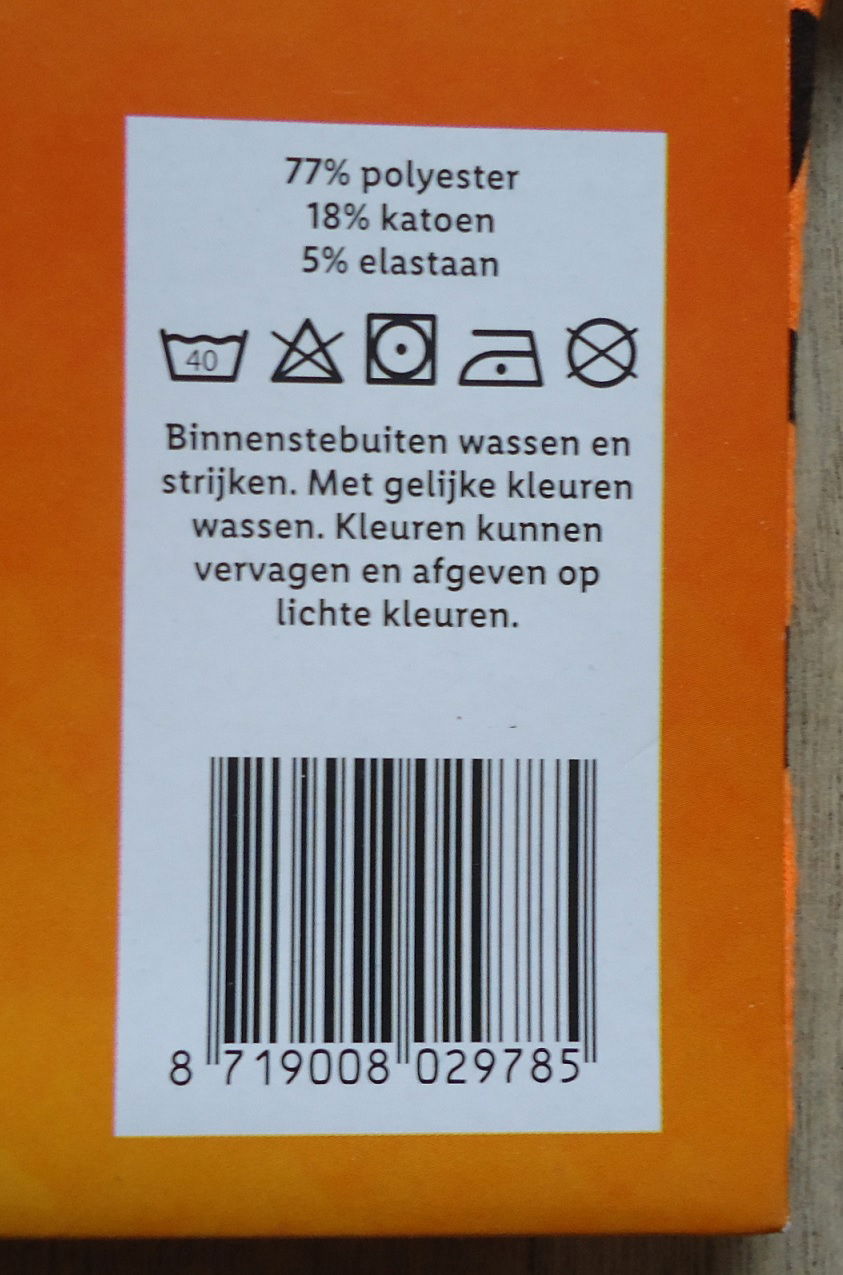 77% polyester
18% katoen
5% elastaan
40
Binnenstebuiten wassen en
strijken. Met gelijke kleuren
wassen. Kleuren kunnen
vervagen en afgeven op
lichte kleuren.
8 719008 029785